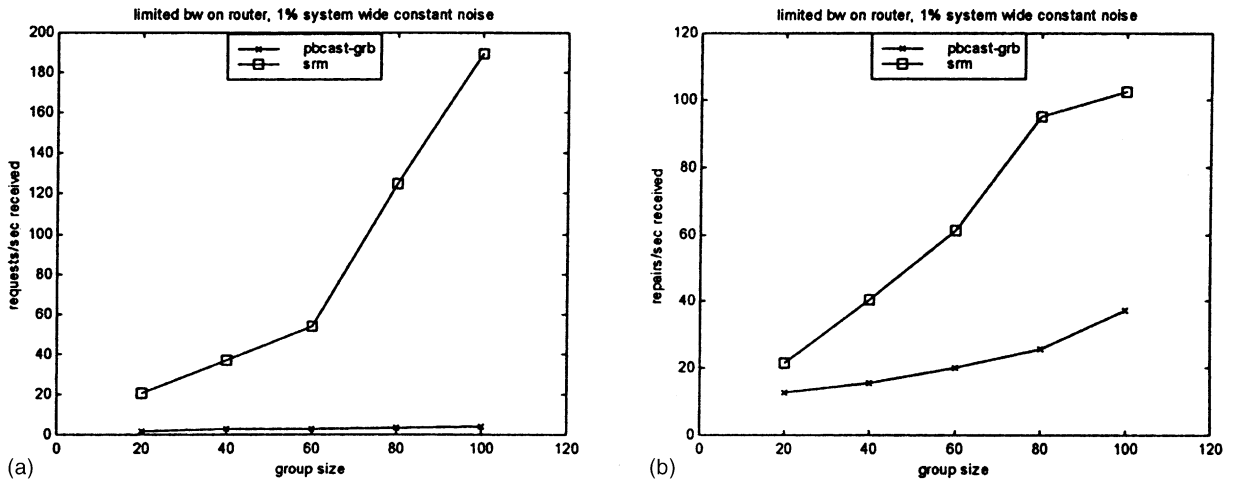 limited bw on router, 1% system wide constant noise
200
180
160
140
120
100
80
60
40
20
0
requests/sec received
pbcast-grb
srm
0 20 40 60 80 100 120
group size
(a)
limited bw on router, 1% system wide constant noise
120
100
80
60
40
20
0
repairs/sec received
pbcast-grb
srm
0 20 40 60 80 100 120
group size
(b)